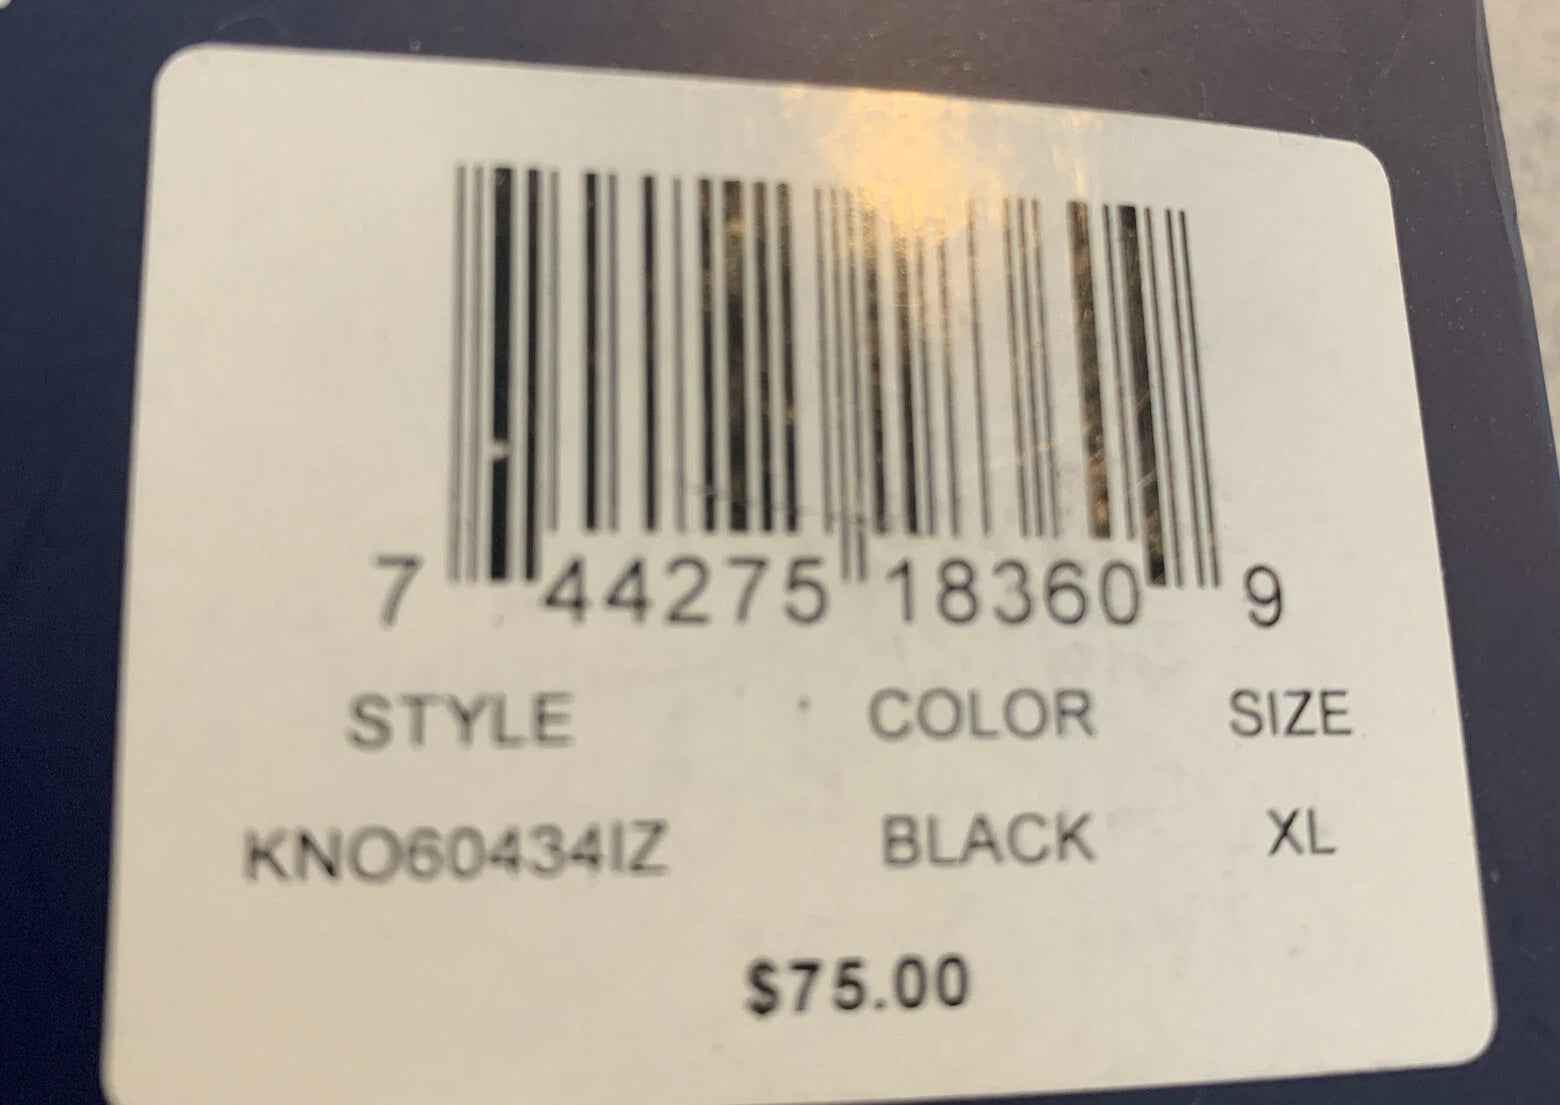 7 44275 18360 9
STYLE COLOR SIZE
KNO60434IZ BLACK XL
$75.00